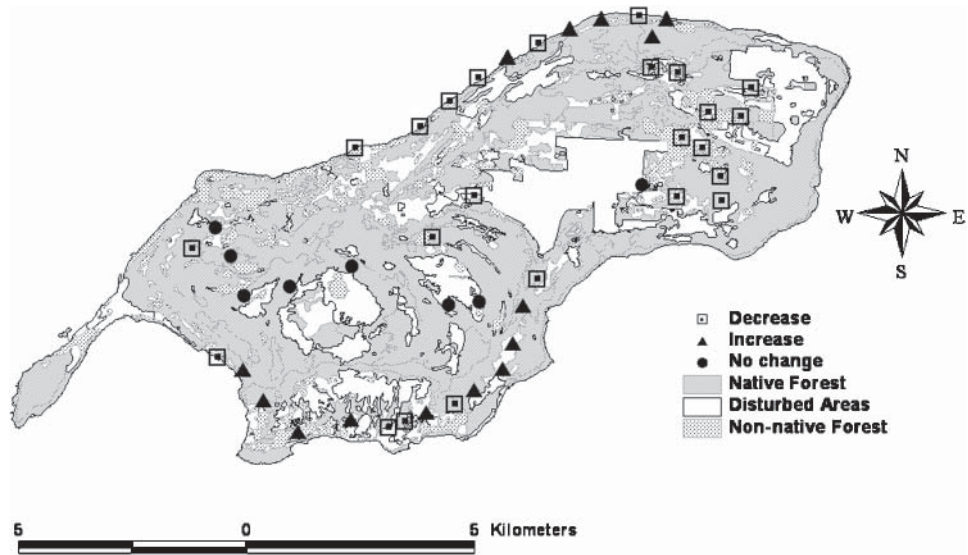 N
W E
S
Decrease
Increase
No change
Native Forest
Disturbed Areas
Non-native Forest
5 0 5 Kilometers